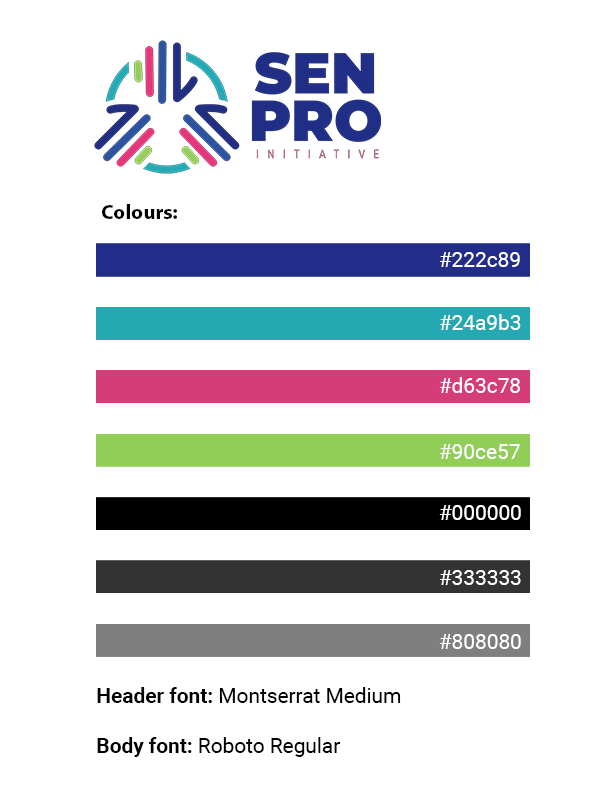 SEN
PRO
INITIATIVE
Colours:
#222c89
#24a9b3
#d63c78
#90ce57
#000000
#333333
#808080
Header font: Montserrat Medium
Body font: Roboto Regular